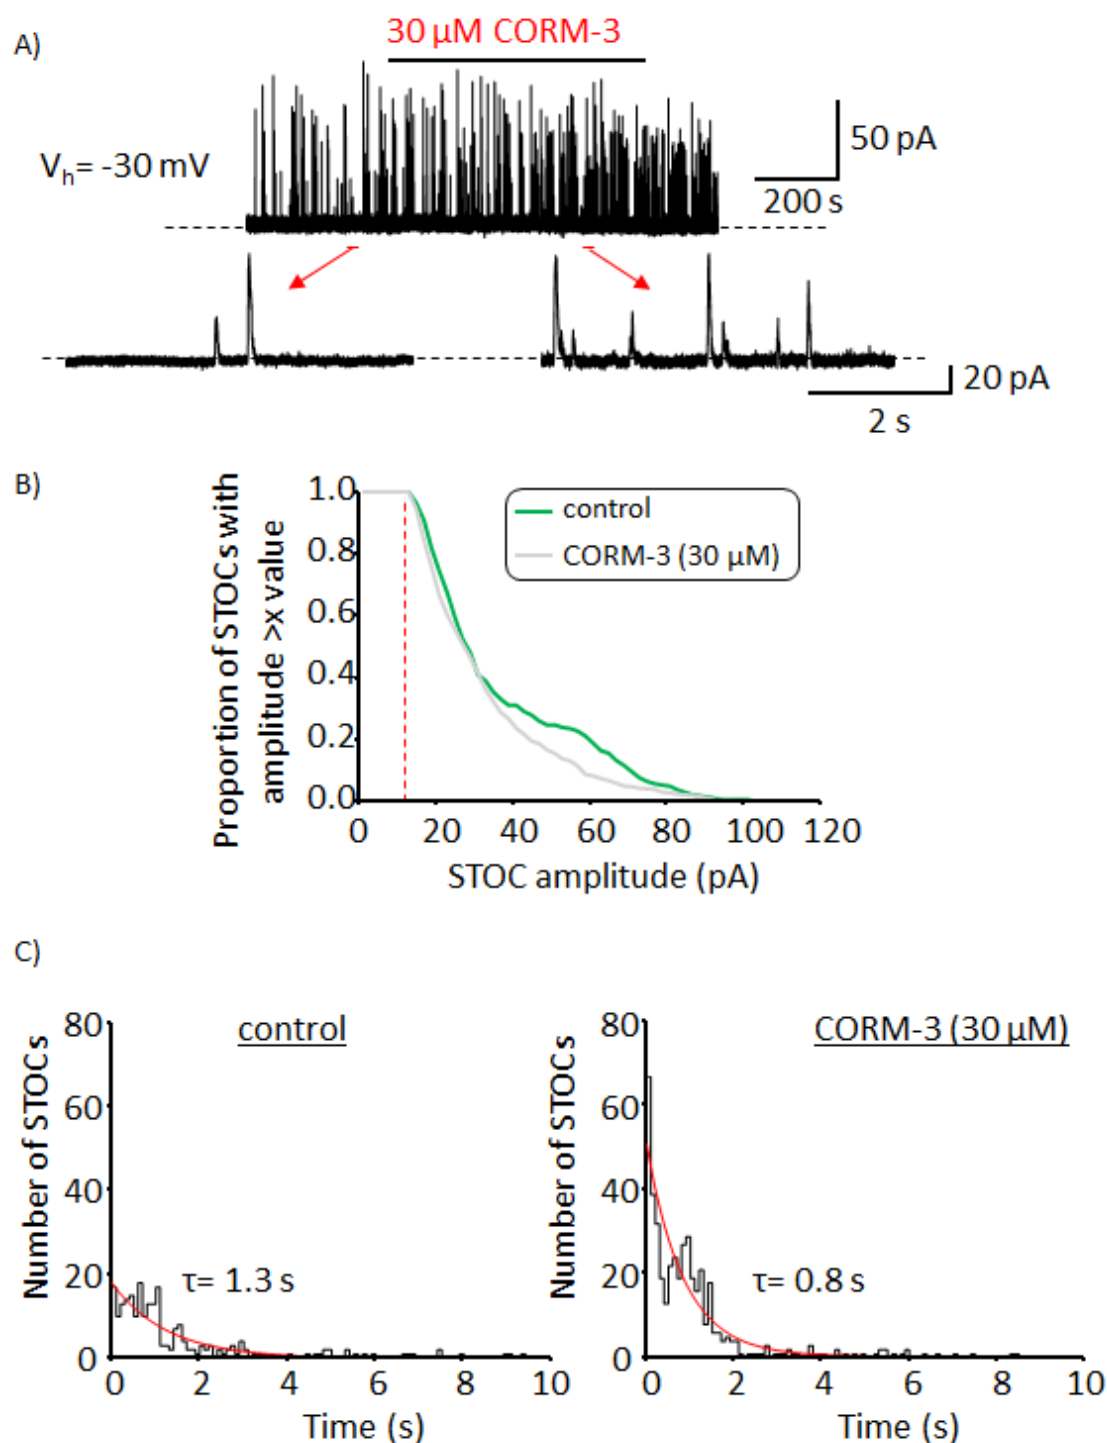 A)
30 µM CORM-3
50 pA
Vh= -30 mV
200 s
20 pA
2 s
B)
Proportion of STOCs with
amplitude >x value
1.0
0.8
0.6
0.4
0.2
0.0
control
CORM-3 (30 µM)
0 20 40 60 80 100 120
STOC amplitude (pA)
C)
Number of STOCs
80
60
40
20
0
control
τ= 1.3 s
0 2 4 6 8 10
Time (s)
Number of STOCs
80
60
40
20
0
CORM-3 (30 µM)
τ= 0.8 s
0 2 4 6 8 10
Time (s)